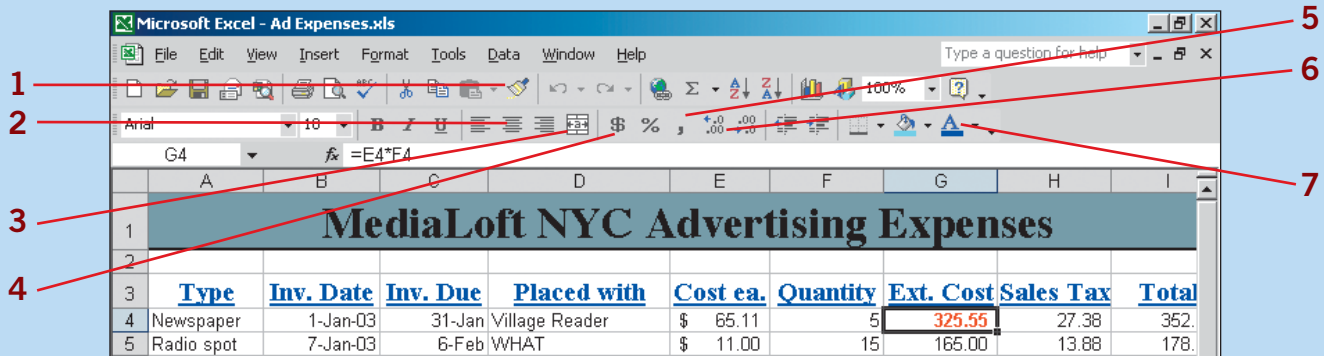 Microsoft Excel - Ad Expenses.xls
5
File Edit View Insert Format Tools Data Window Help
Type a question for help
6
1
100%
2
Arial 10 B I U $ % ,
G4 fx =E4*F4
7
A B C D E F G H I
3
1 MediaLoft NYC Advertising Expenses
2
4
3 Type Inv. Date Inv. Due Placed with Cost ea. Quantity Ext. Cost Sales Tax Total
4 Newspaper 1-Jan-03 31-Jan Village Reader $ 65.11 5 325.55 27.38 352.
5 Radio spot 7-Jan-03 6-Feb WHAT $ 11.00 15 165.00 13.88 178.